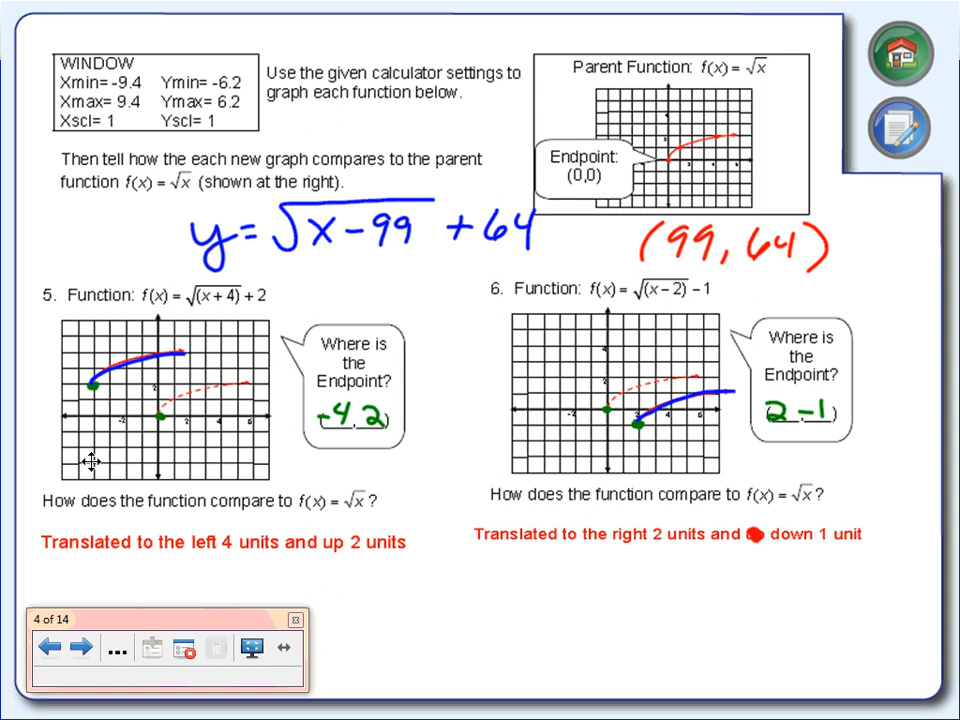 WINDOW
Xmin= -9.4 Ymin= -6.2
Xmax= 9.4 Ymax= 6.2
Xscl= 1 Yscl= 1
Use the given calculator settings to
graph each function below.
Then tell how the each new graph compares to the parent
function f(x) = √x (shown at the right).
Parent Function: f(x) = √x
Endpoint:
(0,0)
y = √x - 99 + 64
(99, 64)
5. Function: f(x) = √(x + 4) + 2
Where is
the
Endpoint?
(-4, 2)
How does the function compare to f(x) = √x ?
Translated to the left 4 units and up 2 units
6. Function: f(x) = √(x – 2) – 1
Where is
the
Endpoint?
(2, -1)
How does the function compare to f(x) = √x ?
Translated to the right 2 units and down 1 unit
4 of 14
...